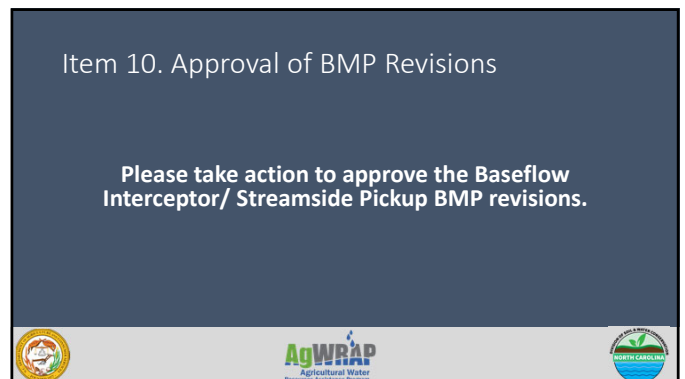 Item 10. Approval of BMP Revisions
Please take action to approve the Baseflow
Interceptor/ Streamside Pickup BMP revisions.
AgWRAP
Agricultural Water
NORTH CAROLINA